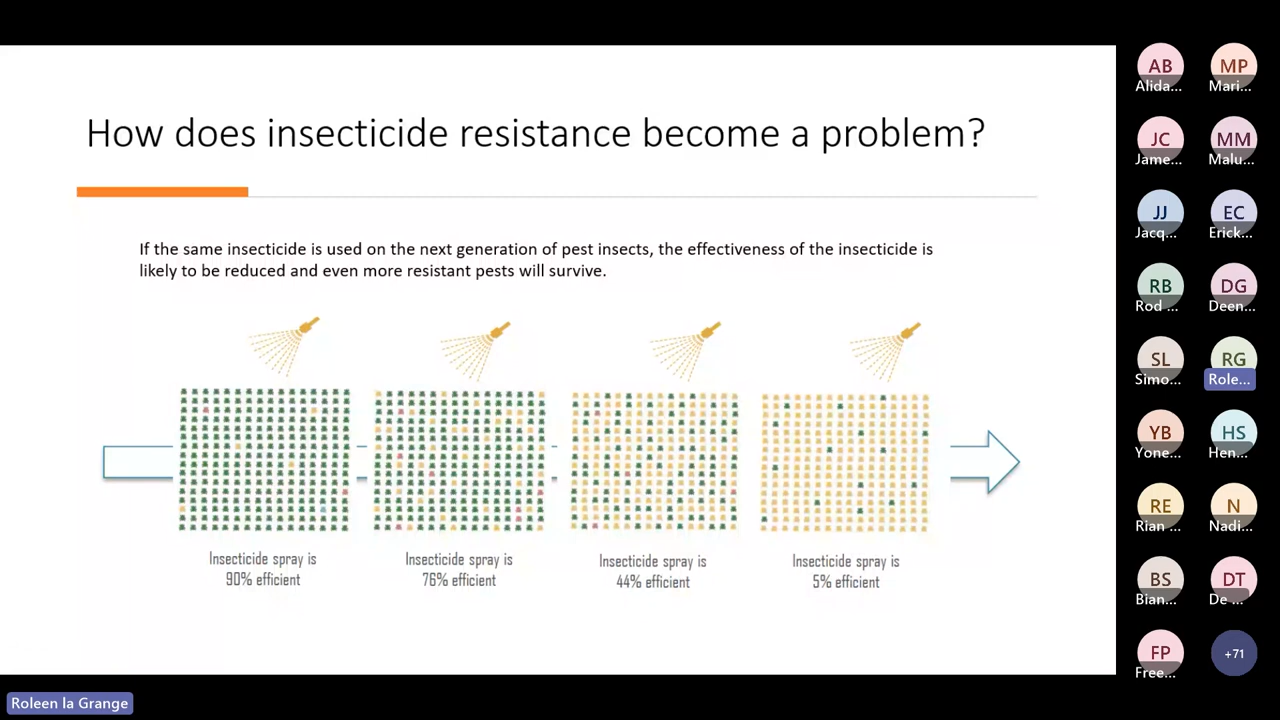 How does insecticide resistance become a problem?
If the same insecticide is used on the next generation of pest insects, the effectiveness of the insecticide is
likely to be reduced and even more resistant pests will survive.
Insecticide spray is
90% efficient
Insecticide spray is
76% efficient
Insecticide spray is
44% efficient
Insecticide spray is
5% efficient
AB
Alida...
MP
Mari...
JC
Jame...
MM
Malu...
JJ
Jacq...
EC
Erick...
RB
Rod ...
DG
Deen...
SL
Simo...
RG
Role...
YB
Yone...
HS
Hen...
RE
Rian ...
N
Nadi...
BS
Bian...
DT
De ...
FP
Free...
+71
Roleen la Grange